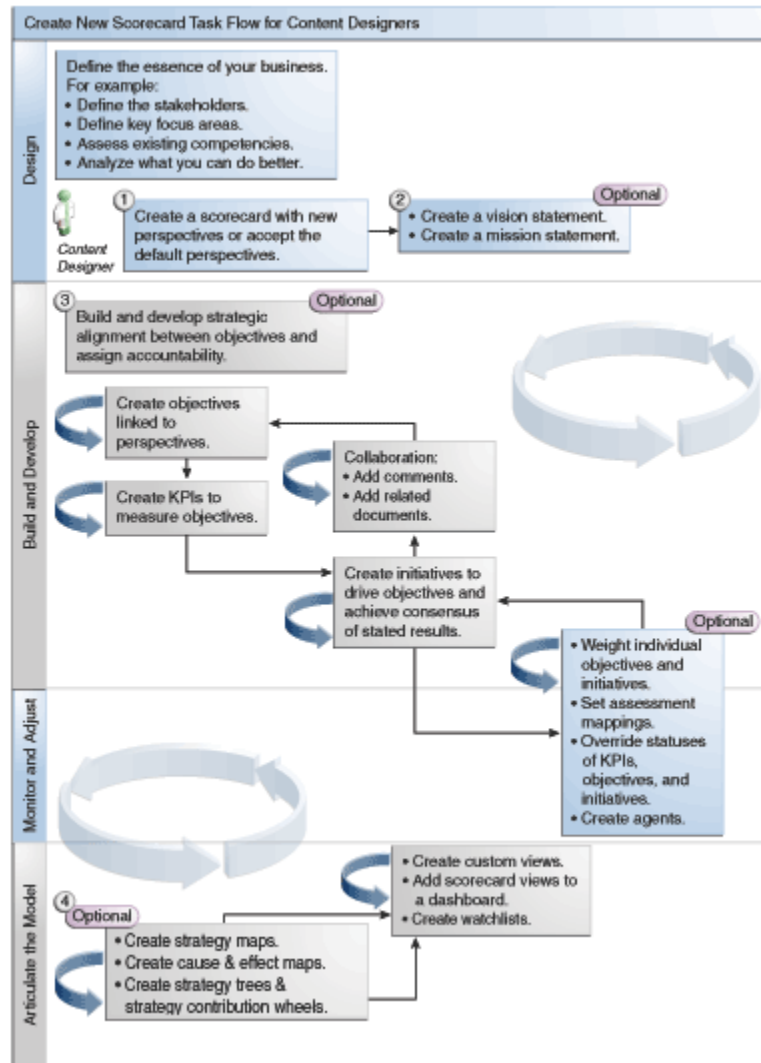 Create New Scorecard Task Flow for Content Designers
Design
Define the essence of your business.
For example:
• Define the stakeholders.
• Define key focus areas.
• Assess existing competencies.
• Analyze what you can do better.
Content
Designer
1
Create a scorecard with new
perspectives or accept the
default perspectives.
2
Optional
• Create a vision statement.
• Create a mission statement.
Build and Develop
3
Optional
Build and develop strategic
alignment between objectives and
assign accountability.
Create objectives
linked to
perspectives.
Collaboration:
• Add comments.
• Add related
documents.
Create KPIs to
measure objectives.
Create initiatives to
drive objectives and
achieve consensus
of stated results.
Optional
• Weight individual
objectives and
initiatives.
• Set assessment
mappings.
• Override statuses
of KPIs,
objectives, and
initiatives.
• Create agents.
Monitor and Adjust
Articulate the Model
• Create custom views.
• Add scorecard views to
a dashboard.
• Create watchlists.
4
Optional
• Create strategy maps.
• Create cause & effect maps.
• Create strategy trees &
strategy contribution wheels.